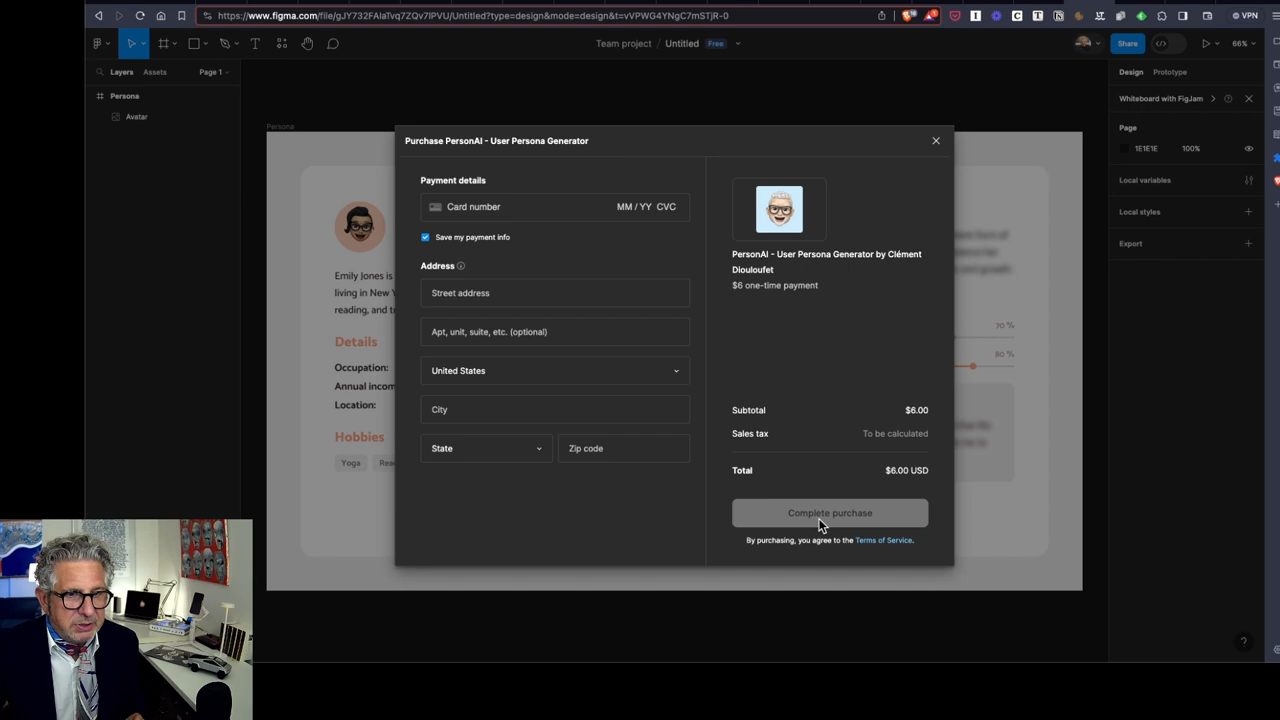 https://www.figma.com/file/gJY732FAlaTvq7ZQv7IPVU/Untitled?type=design&mode=design&t=vVPWG4YNgC7mSTjR-0
VPN
Team project / Untitled Free
Share
66%
Layers Assets Page 1
Design Prototype
Persona
Avatar
Whiteboard with FigJam
Page
1E1E1E 100%
Local variables
Local styles
Export
Persona
Purchase PersonAI - User Persona Generator
Payment details
Card number MM / YY CVC
Save my payment info
Address
Street address
Apt, unit, suite, etc. (optional)
United States
City
State Zip code
PersonAI - User Persona Generator by Clément
Diouloufet
$6 one-time payment
Subtotal $6.00
Sales tax To be calculated
Total $6.00 USD
Complete purchase
By purchasing, you agree to the Terms of Service.
Emily Jones is
living in New
reading, and
Details
Occupation:
Annual incom
Location:
Hobbies
Yoga
70 %
80 %
?